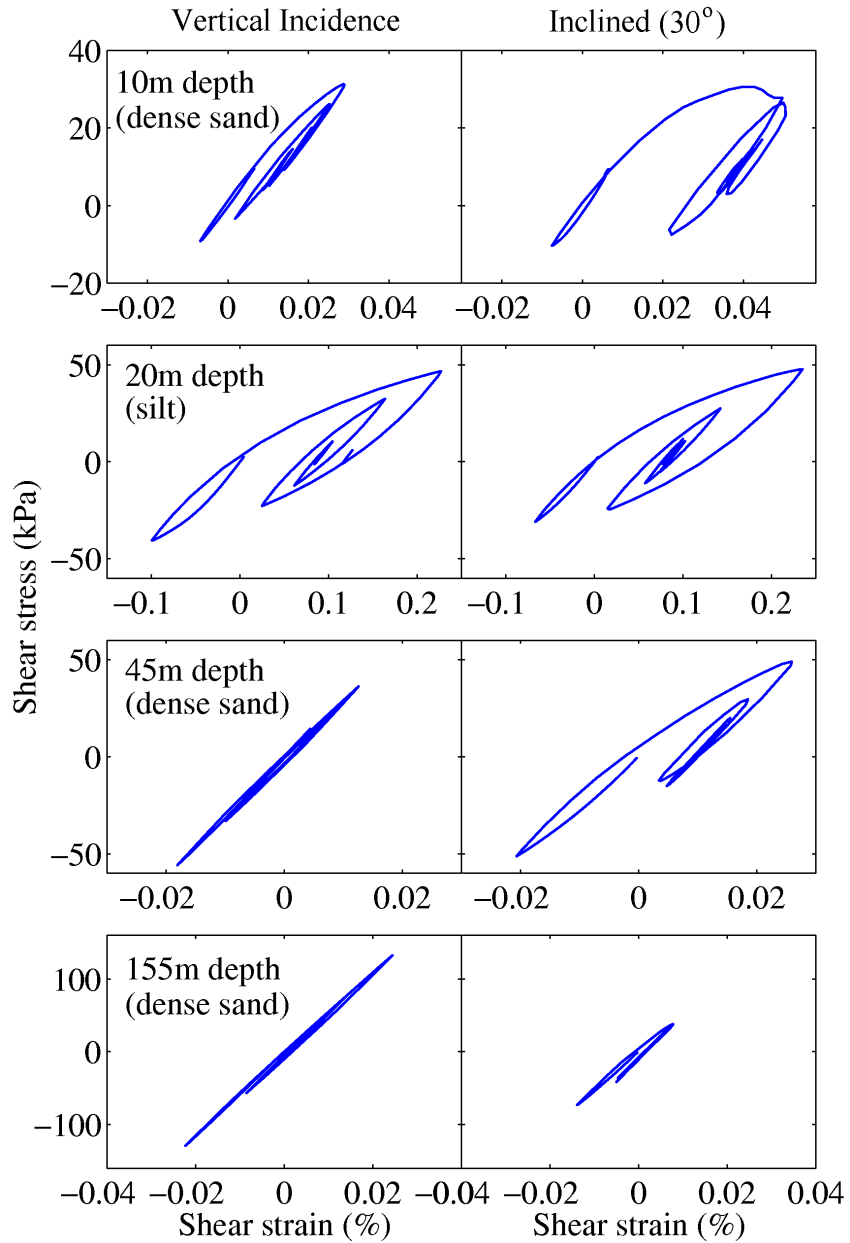 Vertical Incidence
Inclined (30°)
40
20
0
−20
10m depth
(dense sand)
−0.02 0 0.02 0.04
−0.02 0 0.02 0.04
50
0
−50
20m depth
(silt)
−0.1 0 0.1 0.2
−0.1 0 0.1 0.2
Shear stress (kPa)
50
0
−50
45m depth
(dense sand)
−0.02 0 0.02
−0.02 0 0.02
100
0
−100
155m depth
(dense sand)
−0.04 −0.02 0 0.02
−0.04 −0.02 0 0.02 0.04
Shear strain (%)
Shear strain (%)